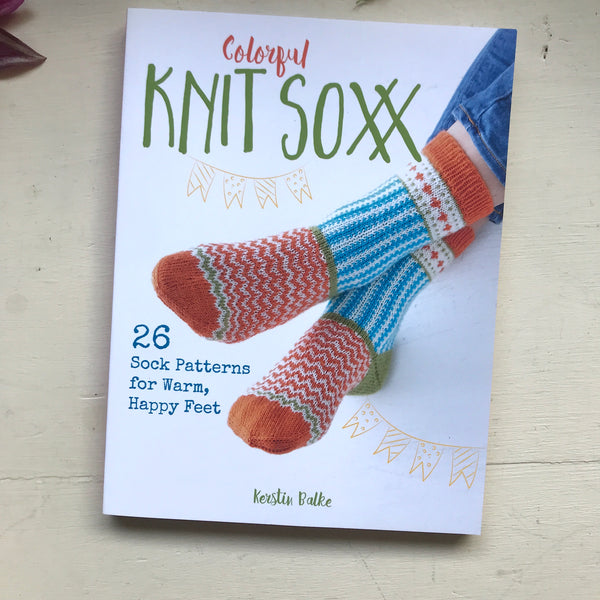 Colorful
KNIT SOXX
26
Sock Patterns
for Warm,
Happy Feet
Kerstin Balke